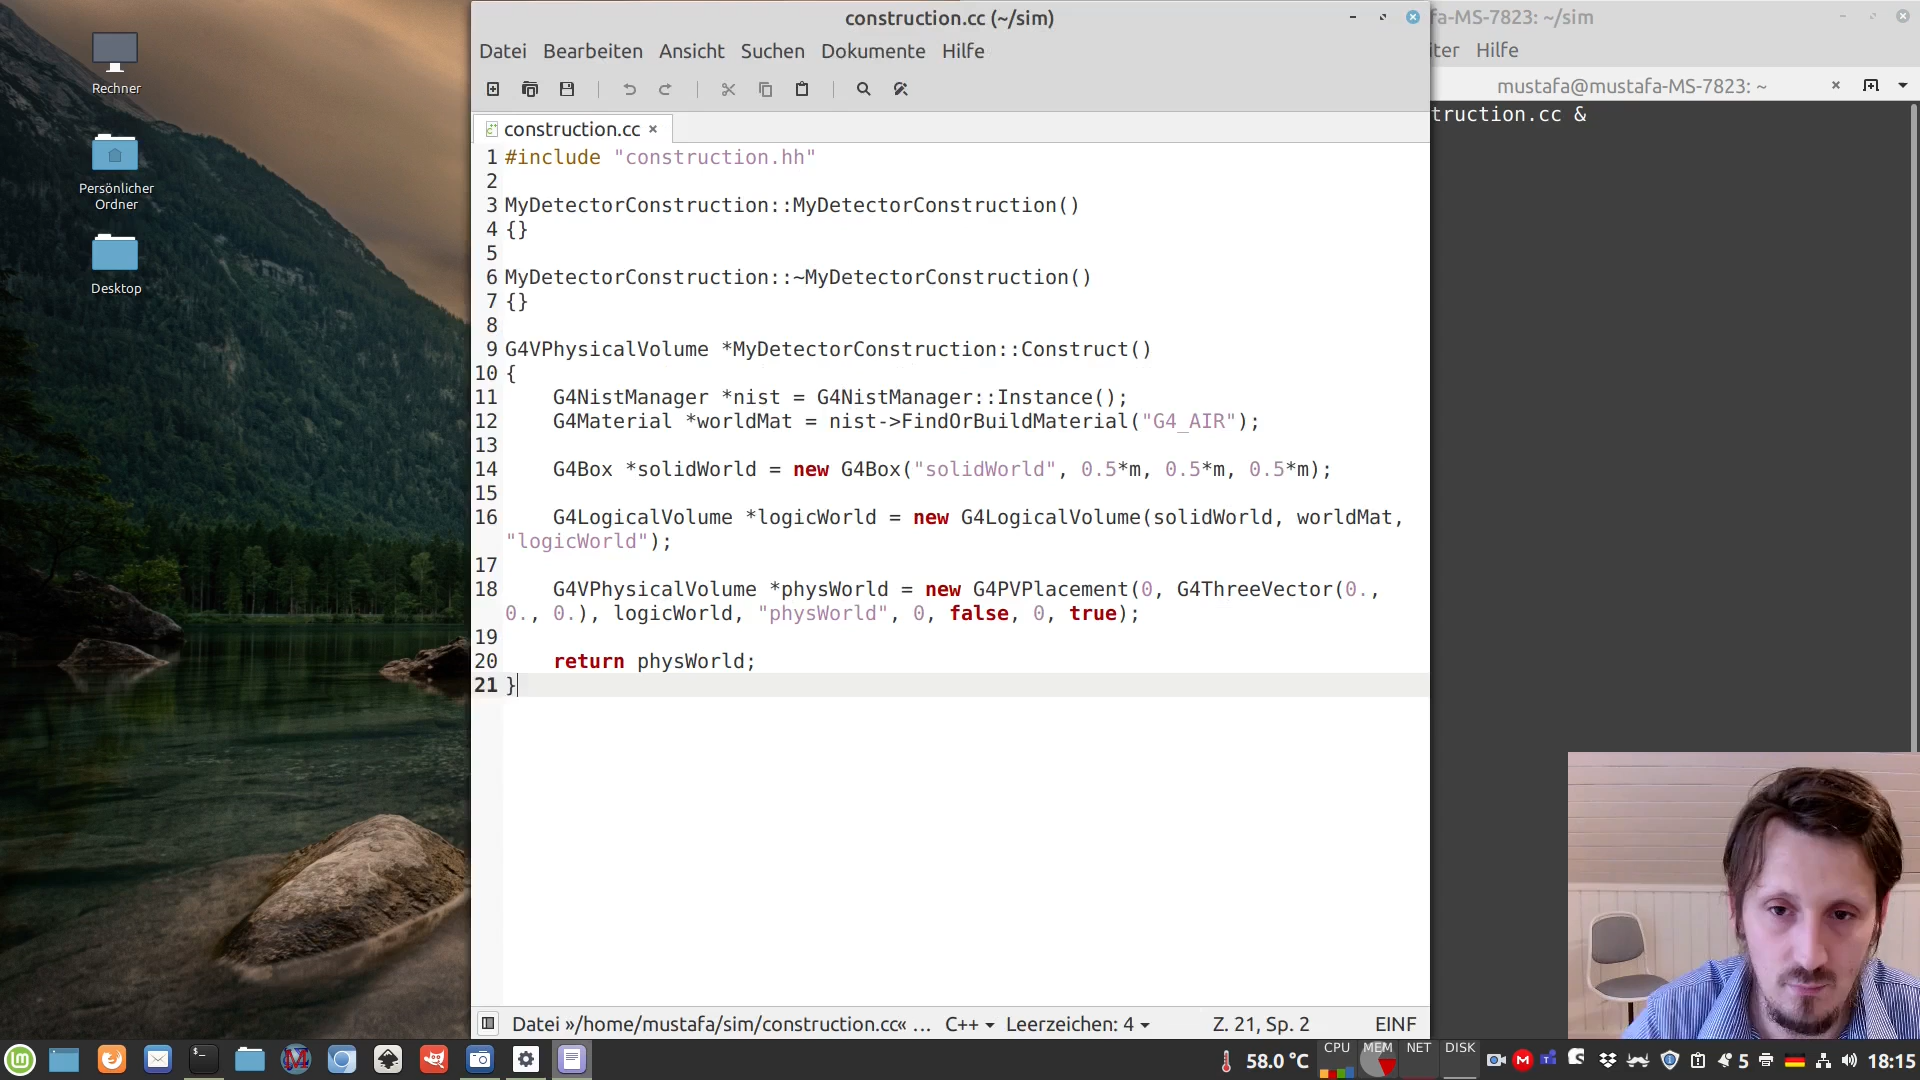 Rechner
Persönlicher
Ordner
Desktop
construction.cc (~/sim)
Datei Bearbeiten Ansicht Suchen Dokumente Hilfe
construction.cc ×
1 #include "construction.hh"
2
3 MyDetectorConstruction::MyDetectorConstruction()
4 {}
5
6 MyDetectorConstruction::~MyDetectorConstruction()
7 {}
8
9 G4VPhysicalVolume *MyDetectorConstruction::Construct()
10 {
11     G4NistManager *nist = G4NistManager::Instance();
12     G4Material *worldMat = nist->FindOrBuildMaterial("G4_AIR");
13
14     G4Box *solidWorld = new G4Box("solidWorld", 0.5*m, 0.5*m, 0.5*m);
15
16     G4LogicalVolume *logicWorld = new G4LogicalVolume(solidWorld, worldMat,
"logicWorld");
17
18     G4VPhysicalVolume *physWorld = new G4PVPlacement(0, G4ThreeVector(0.,
0., 0.), logicWorld, "physWorld", 0, false, 0, true);
19
20     return physWorld;
21 }
Datei »/home/mustafa/sim/construction.cc« … C++ Leerzeichen: 4 Z. 21, Sp. 2 EINF
fa-MS-7823: ~/sim
iter Hilfe
mustafa@mustafa-MS-7823: ~ ×
truction.cc &
58.0 °C CPU MEM NET DISK 5 18:15